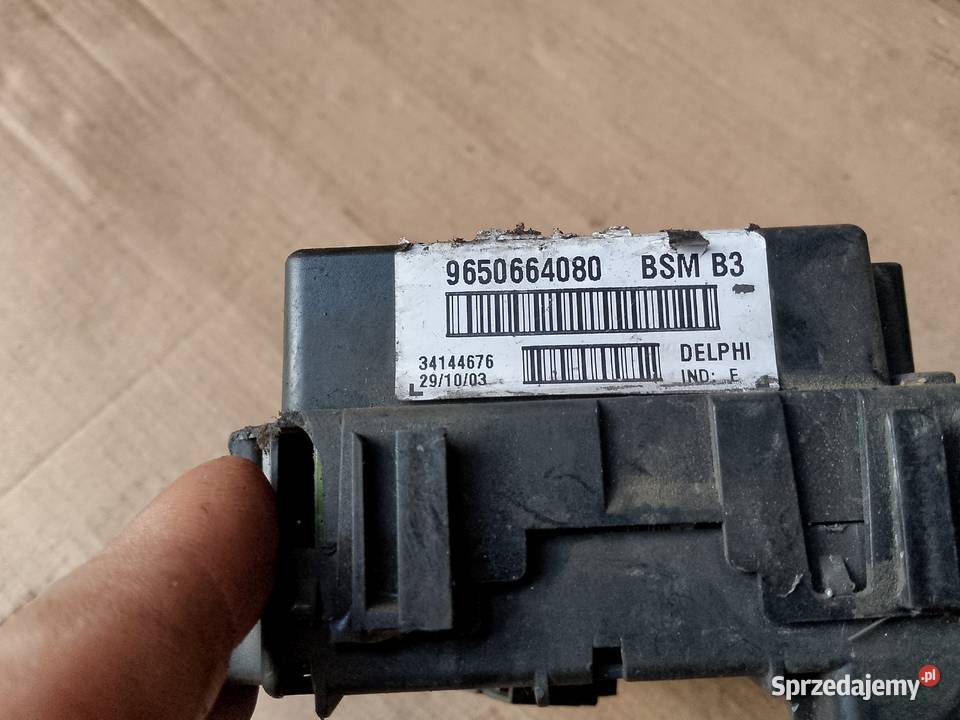 9650664080 BSM B3
34144676
29/10/03
DELPHI
IND: F
L
Sprzedajemy.pl